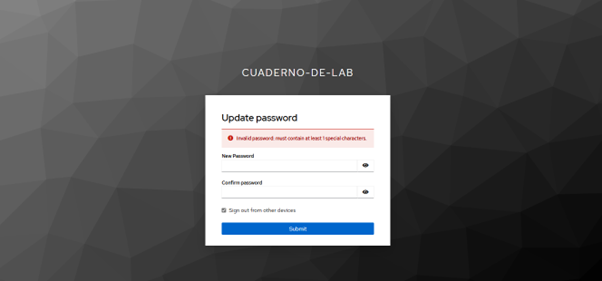 CUADERNO-DE-LAB
Update password
Invalid password: must contain at least 1 special characters.
New Password
Confirm password
Sign out from other devices
Submit